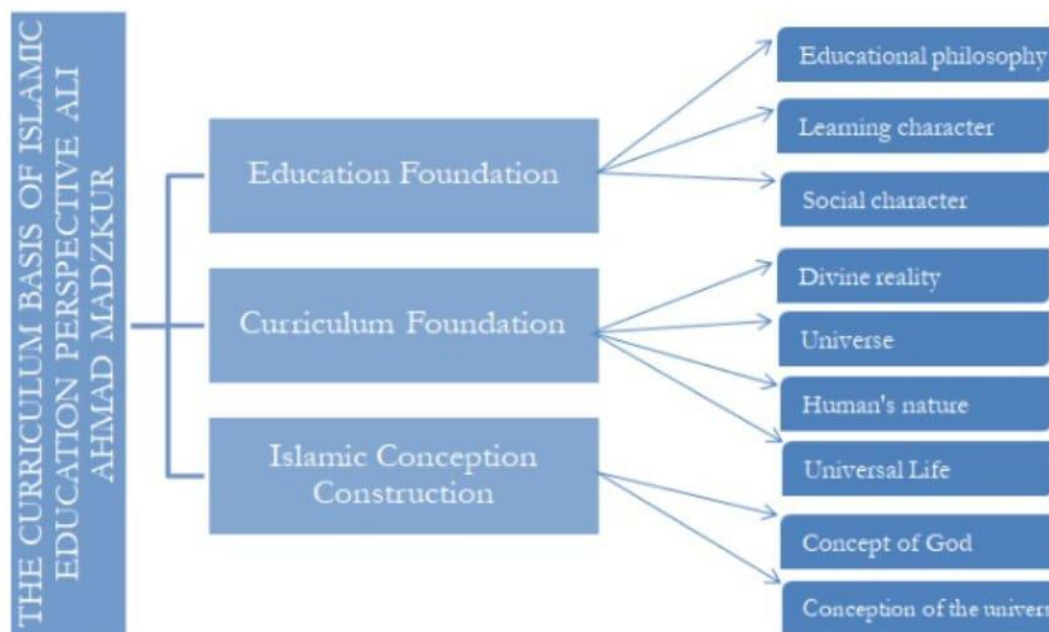 THE CURRICULUM BASIS OF ISLAMIC
EDUCATION PERSPECTIVE ALI
AHMAD MADZKUR
Education Foundation
Educational philosophy
Learning character
Social character
Curriculum Foundation
Divine reality
Universe
Human's nature
Universal Life
Islamic Conception
Construction
Concept of God
Conception of the univers